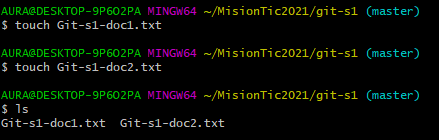 AURA@DESKTOP-9P6O2PA MINGW64 ~/MisionTic2021/git-s1 (master)
$ touch Git-s1-doc1.txt
AURA@DESKTOP-9P6O2PA MINGW64 ~/MisionTic2021/git-s1 (master)
$ touch Git-s1-doc2.txt
AURA@DESKTOP-9P6O2PA MINGW64 ~/MisionTic2021/git-s1 (master)
$ ls
Git-s1-doc1.txt  Git-s1-doc2.txt